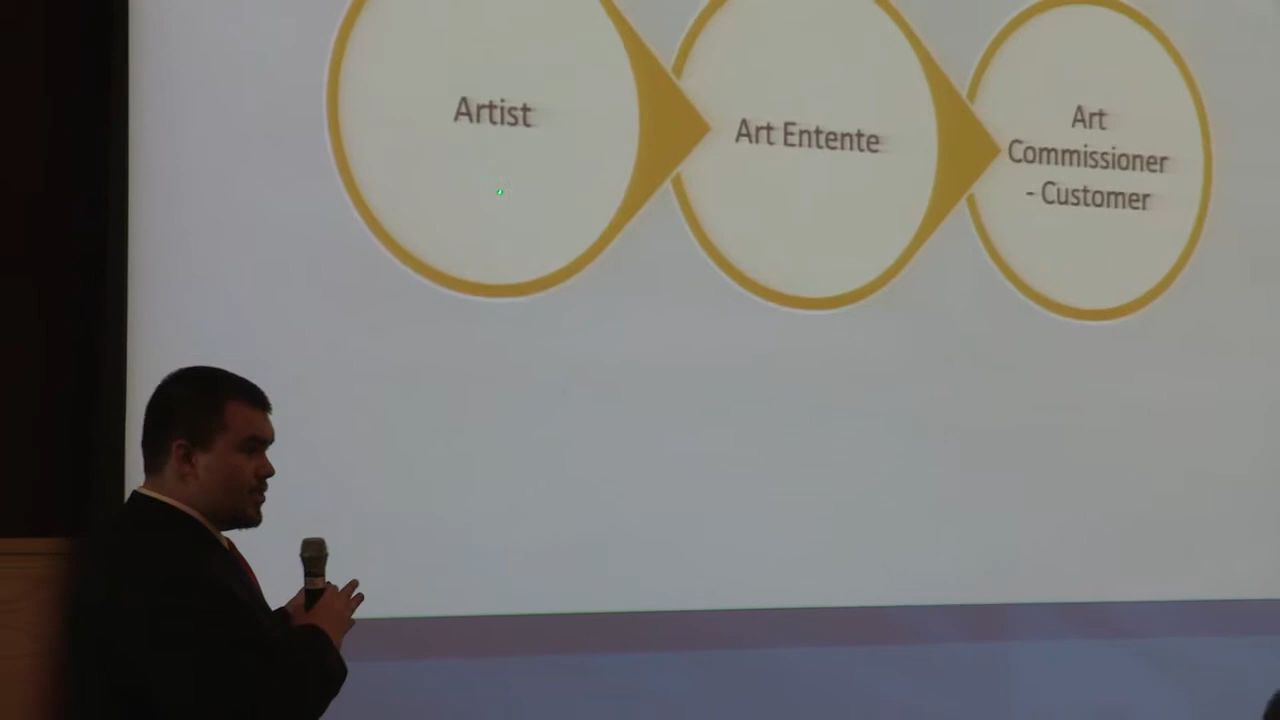 Artist
Art Entente
Art
Commissioner
- Customer